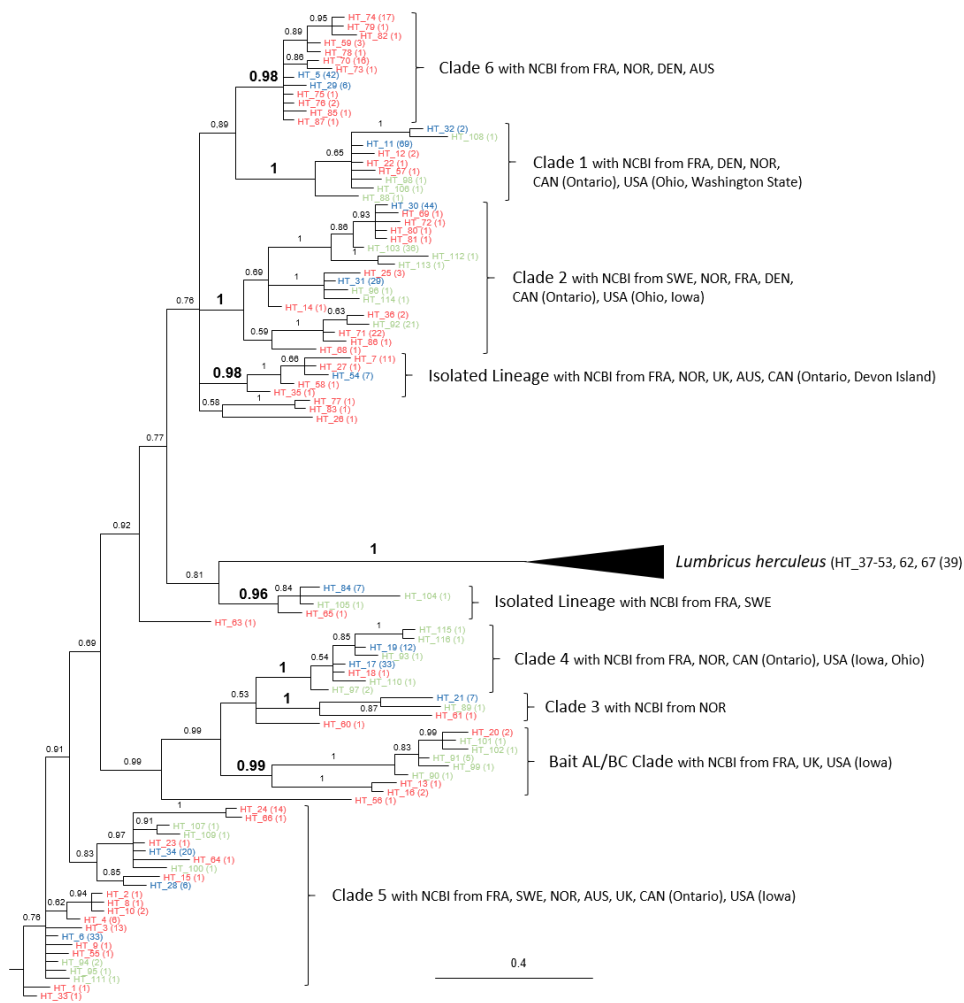 HT_74 (17)
0.95
HT_79 (1)
HT_82 (1)
0.89
HT_59 (3)
HT_78 (1)
0.86
HT_70 (16)
HT_73 (1)
Clade 6 with NCBI from FRA, NOR, DEN, AUS
0.98
HT_5 (42)
HT_29 (6)
HT_75 (1)
HT_76 (2)
HT_85 (1)
HT_87 (1)
0.89
1
HT_32 (2)
HT_108 (1)
HT_11 (69)
0.65
HT_12 (2)
HT_22 (1)
HT_57 (1)
1
HT_98 (1)
HT_106 (1)
HT_88 (1)
Clade 1 with NCBI from FRA, DEN, NOR,
CAN (Ontario), USA (Ohio, Washington State)
HT_30 (44)
0.93
HT_69 (1)
HT_72 (1)
0.86
HT_80 (1)
HT_81 (1)
1
HT_103 (36)
1
HT_112 (1)
HT_113 (1)
0.69
HT_25 (3)
1
HT_31 (29)
HT_96 (1)
HT_114 (1)
HT_14 (1)
1
0.63
HT_36 (2)
HT_92 (21)
0.59
HT_71 (22)
HT_86 (1)
HT_68 (1)
Clade 2 with NCBI from SWE, NOR, FRA, DEN,
CAN (Ontario), USA (Ohio, Iowa)
0.76
0.66
HT_7 (11)
1
HT_27 (1)
0.98
HT_54 (7)
HT_58 (1)
HT_35 (1)
Isolated Lineage with NCBI from FRA, NOR, UK, AUS, CAN (Ontario, Devon Island)
0.58
1
HT_77 (1)
HT_83 (1)
HT_26 (1)
0.77
0.92
1
Lumbricus herculeus (HT_37-53, 62, 67 (39)
0.81
0.96
0.84
HT_84 (7)
HT_104 (1)
HT_105 (1)
HT_65 (1)
Isolated Lineage with NCBI from FRA, SWE
HT_63 (1)
0.69
1
HT_115 (1)
HT_116 (1)
0.85
HT_19 (12)
HT_93 (1)
0.54
HT_17 (33)
1
HT_18 (1)
HT_110 (1)
HT_97 (2)
Clade 4 with NCBI from FRA, NOR, CAN (Ontario), USA (Iowa, Ohio)
0.53
1
HT_21 (7)
0.87
HT_89 (1)
HT_61 (1)
HT_60 (1)
Clade 3 with NCBI from NOR
0.99
0.99
HT_20 (2)
HT_101 (1)
HT_102 (1)
0.83
HT_91 (5)
HT_99 (1)
0.99
HT_90 (1)
1
HT_13 (1)
HT_16 (2)
Bait AL/BC Clade with NCBI from FRA, UK, USA (Iowa)
0.99
HT_56 (1)
0.91
1
HT_24 (14)
HT_66 (1)
0.91
HT_107 (1)
HT_109 (1)
0.97
HT_23 (1)
HT_34 (20)
HT_64 (1)
HT_100 (1)
0.83
0.85
HT_15 (1)
HT_28 (6)
0.94
HT_2 (1)
HT_8 (1)
HT_10 (2)
0.62
HT_4 (6)
HT_3 (13)
0.76
HT_6 (33)
HT_9 (1)
HT_55 (1)
HT_94 (2)
HT_95 (1)
HT_111 (1)
HT_1 (1)
HT_33 (1)
Clade 5 with NCBI from FRA, SWE, NOR, AUS, UK, CAN (Ontario), USA (Iowa)
0.4